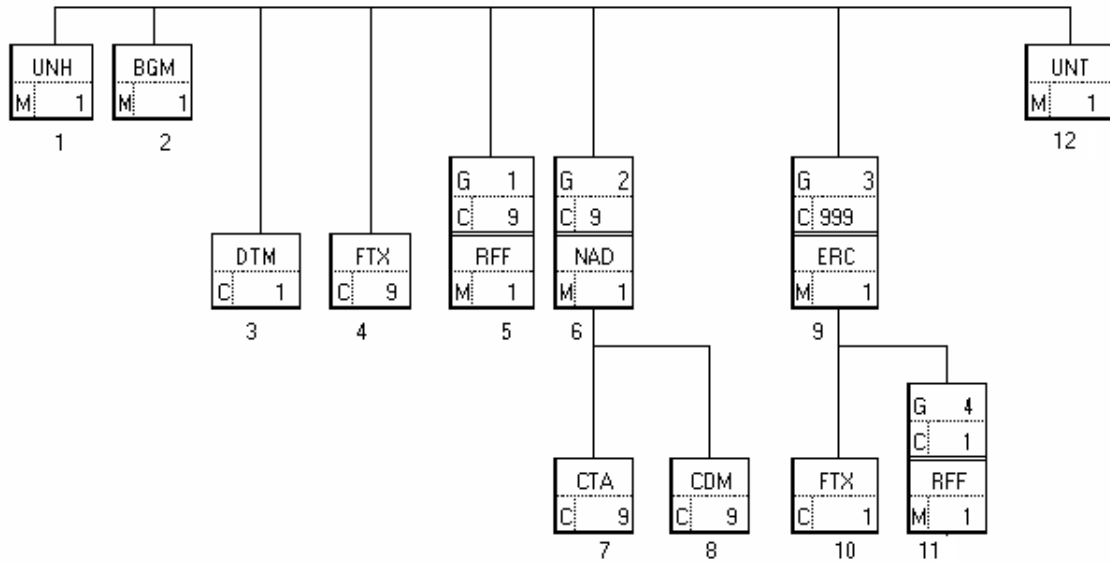 UNH
M 1
1
BGM
M 1
2
UNT
M 1
12
G 1
C 9
RFF
M 1
5
G 2
C 9
NAD
M 1
6
G 3
C 999
ERC
M 1
9
DTM
C 1
3
FTX
C 9
4
G 4
C 1
RFF
M 1
11
CTA
C 9
7
COM
C 9
8
FTX
C 1
10